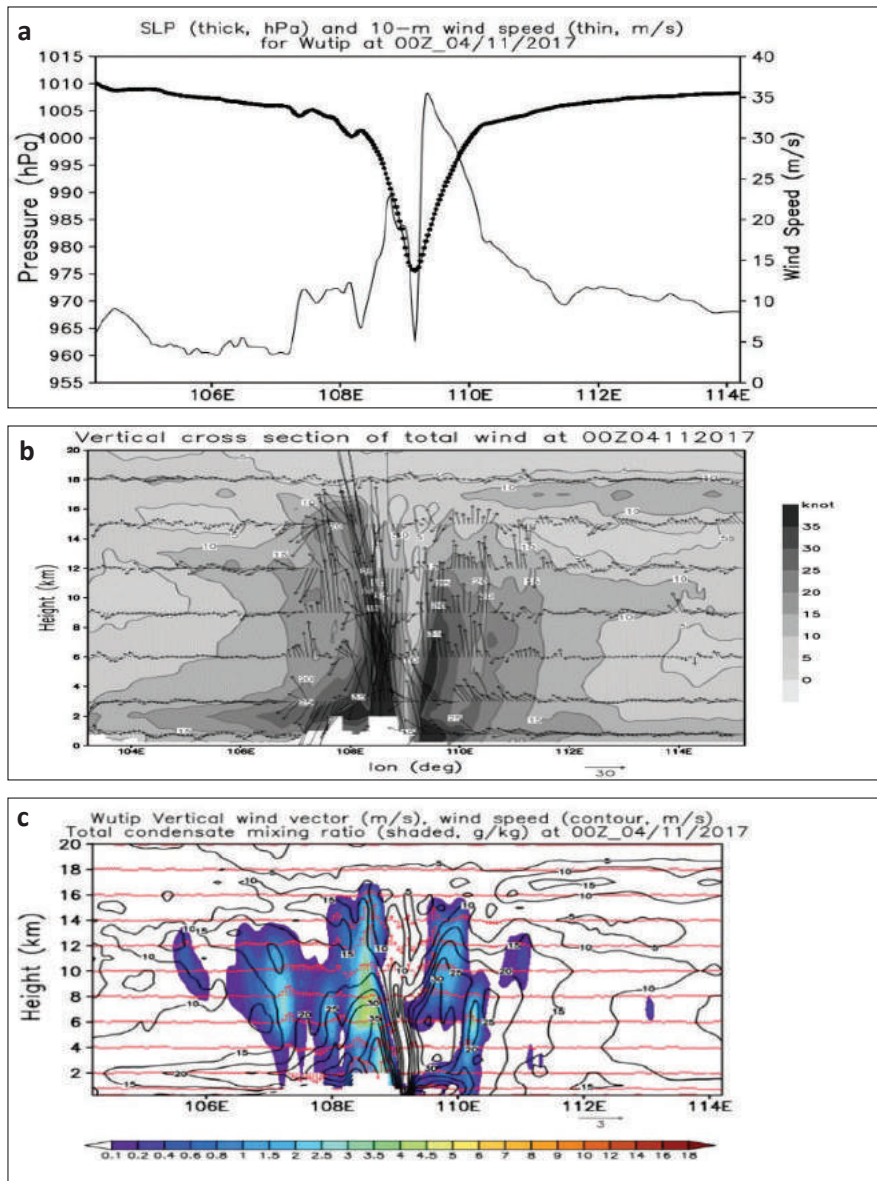 a
SLP (thick, hPa) and 10-m wind speed (thin, m/s)
for Wutip at 00Z_04/11/2017
1015
1010
1005
1000
995
990
985
980
975
970
965
960
955
Pressure (hPa)
40
35
30
25
20
15
10
5
0
Wind Speed (m/s)
106E
108E
110E
112E
114E
b
Vertical cross section of total wind at 00Z04112017
20
18
16
14
12
10
8
6
4
2
0
Height (km)
104E
106E
108E
110E
112E
114E
lon (deg)
30
knot
35
30
25
20
15
10
5
0
c
Wutip Vertical wind vector (m/s), wind speed (contour, m/s)
Total condensate mixing ratio (shaded, g/kg) at 00Z_04/11/2017
20
18
16
14
12
10
8
6
4
2
Height (km)
106E
108E
110E
112E
114E
3
0.1 0.2 0.4 0.6 0.8 1 1.5 2 2.5 3 3.5 4 4.5 5 6 7 8 9 10 12 14 16 18